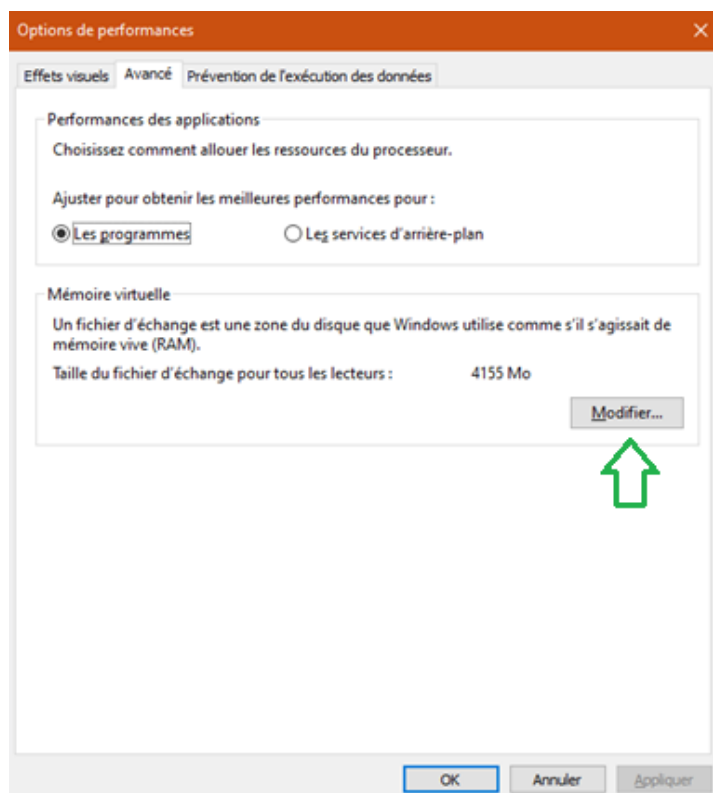 Options de performances
Effets visuels Avancé Prévention de l'exécution des données
Performances des applications
Choisissez comment allouer les ressources du processeur.
Ajuster pour obtenir les meilleures performances pour :
Les programmes Les services d'arrière-plan
Mémoire virtuelle
Un fichier d'échange est une zone du disque que Windows utilise comme s'il s'agissait de
mémoire vive (RAM).
Taille du fichier d'échange pour tous les lecteurs : 4155 Mo
Modifier...
OK Annuler Appliquer